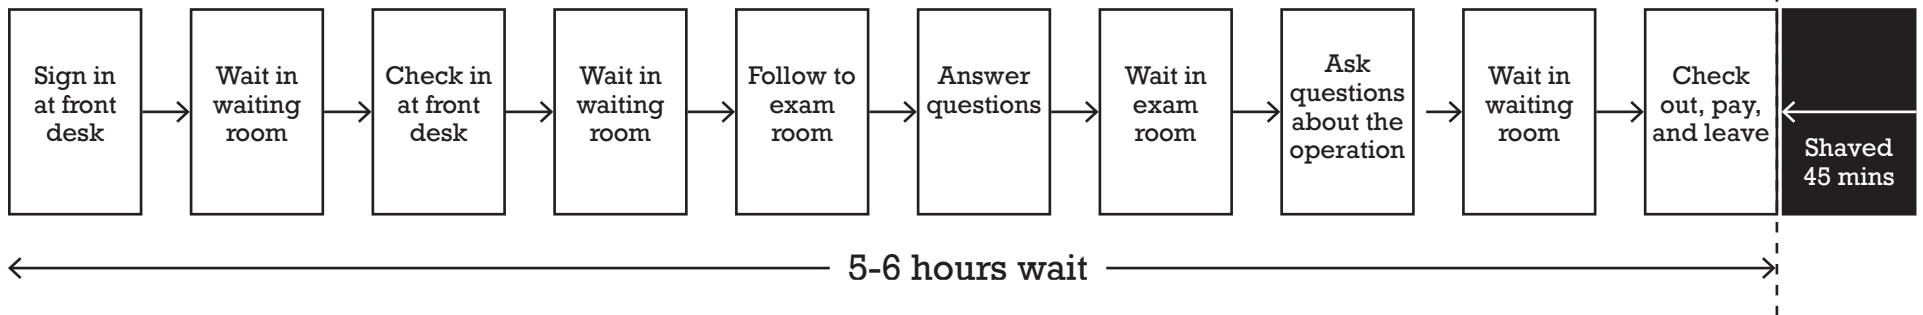 Sign in
at front
desk
Wait in
waiting
room
Check in
at front
desk
Wait in
waiting
room
Follow to
exam
room
Answer
questions
Wait in
exam
room
Ask
questions
about the
operation
Wait in
waiting
room
Check
out, pay,
and leave
Shaved
45 mins
5-6 hours wait